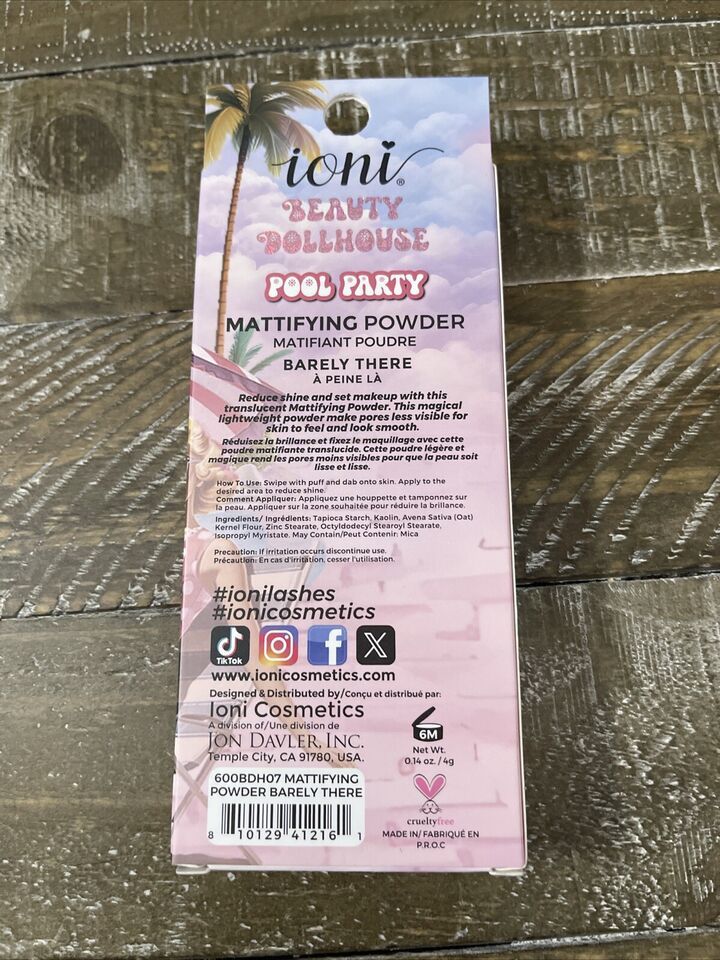 ioni®
BEAUTY
DOLLHOUSE
POOL PARTY
MATTIFYING POWDER
MATIFIANT POUDRE
BARELY THERE
À PEINE LÀ
Reduce shine and set makeup with this
translucent Mattifying Powder. This magical
lightweight powder make pores less visible for
skin to feel and look smooth.
Réduisez la brillance et fixez le maquillage avec cette
poudre matifiante translucide. Cette poudre légère et
magique rend les pores moins visibles pour que la peau soit
lisse et lisse.
How To Use: Swipe with puff and dab onto skin. Apply to the
desired area to reduce shine.
Comment Appliquer: Appliquez une houppette et tamponnez sur
la peau. Appliquer sur la zone souhaitée pour réduire la brillance.
Ingredients/ Ingrédients: Tapioca Starch, Kaolin, Avena Sativa (Oat)
Kernel Flour, Zinc Stearate, Octyldodecyl Stearoyl Stearate,
Isopropyl Myristate. May Contain/Peut Contenir: Mica
Precaution: If irritation occurs discontinue use.
Précaution: En cas d'irritation, cesser l'utilisation.
#ionilashes
#ionicosmetics
TikTok
www.ionicosmetics.com
Designed & Distributed by/Conçu et distribué par:
Ioni Cosmetics
A division of/Une division de
JON DAVLER, INC.
Temple City, CA 91780, USA.
6M
Net Wt.
0.14 oz. / 4g
600BDH07 MATTIFYING
POWDER BARELY THERE
8 10129 41216 1
crueltyfree
MADE IN/ FABRIQUÉ EN
P.R.O.C